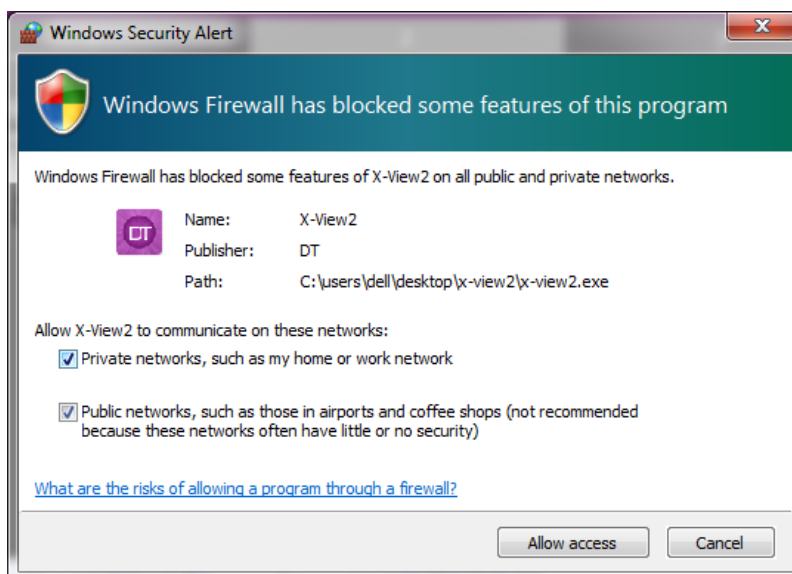 Windows Security Alert
Windows Firewall has blocked some features of this program
Windows Firewall has blocked some features of X-View2 on all public and private networks.
DT
Name: X-View2
Publisher: DT
Path: C:\users\dell\desktop\x-view2\x-view2.exe
Allow X-View2 to communicate on these networks:
Private networks, such as my home or work network
Public networks, such as those in airports and coffee shops (not recommended
because these networks often have little or no security)
What are the risks of allowing a program through a firewall?
Allow access Cancel